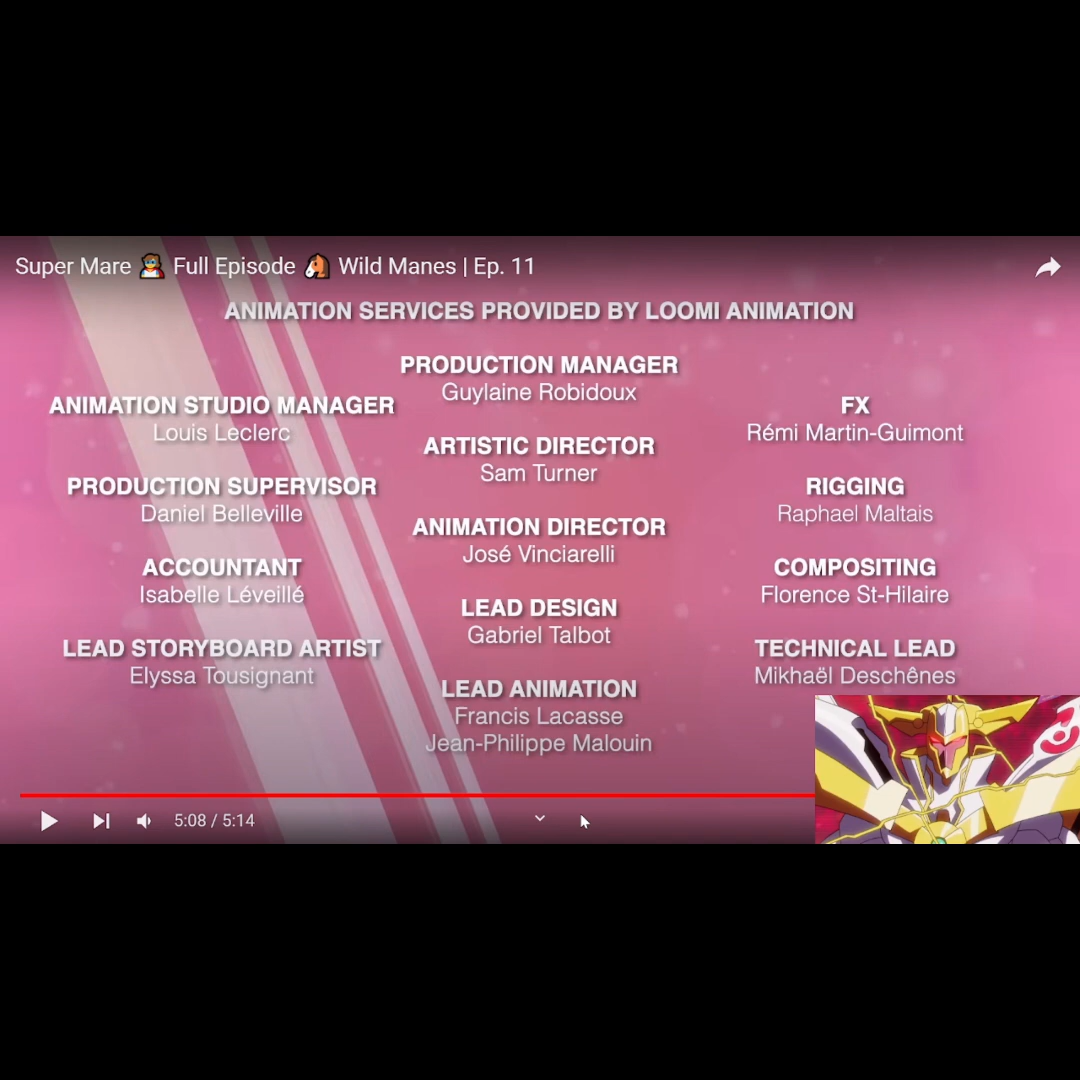 Super Mare 🦸 Full Episode 🐴 Wild Manes | Ep. 11
ANIMATION SERVICES PROVIDED BY LOOMI ANIMATION
ANIMATION STUDIO MANAGER
Louis Leclerc
PRODUCTION SUPERVISOR
Daniel Belleville
ACCOUNTANT
Isabelle Léveillé
LEAD STORYBOARD ARTIST
Elyssa Tousignant
PRODUCTION MANAGER
Guylaine Robidoux
ARTISTIC DIRECTOR
Sam Turner
ANIMATION DIRECTOR
José Vinciarelli
LEAD DESIGN
Gabriel Talbot
LEAD ANIMATION
Francis Lacasse
Jean-Philippe Malouin
FX
Rémi Martin-Guimont
RIGGING
Raphael Maltais
COMPOSITING
Florence St-Hilaire
TECHNICAL LEAD
Mikhaël Deschênes
5:08 / 5:14